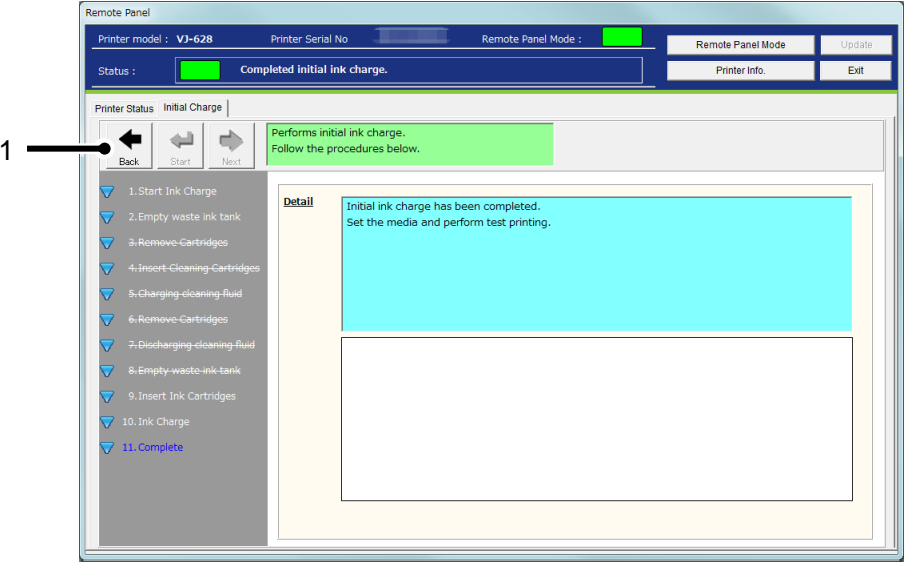 Remote Panel
Printer model : VJ-628 Printer Serial No Remote Panel Mode :
Remote Panel Mode Update
Status : Completed initial ink charge.
Printer Info. Exit
Printer Status Initial Charge
1
Back Start Next
Performs initial ink charge.
Follow the procedures below.
1.Start Ink Charge
2.Empty waste ink tank
3.Remove Cartridges
4.Insert Cleaning Cartridges
5.Charging cleaning fluid
6.Remove Cartridges
7.Discharging cleaning fluid
8.Empty waste ink tank
9.Insert Ink Cartridges
10.Ink Charge
11.Complete
Detail
Initial ink charge has been completed.
Set the media and perform test printing.